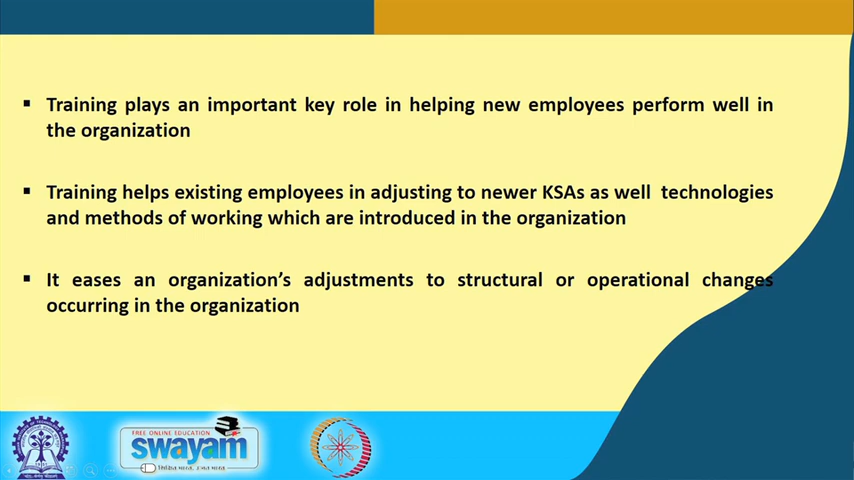 ▪ Training plays an important key role in helping new employees perform well in
the organization
▪ Training helps existing employees in adjusting to newer KSAs as well technologies
and methods of working which are introduced in the organization
▪ It eases an organization's adjustments to structural or operational changes
occurring in the organization
FREE ONLINE EDUCATION
swayam